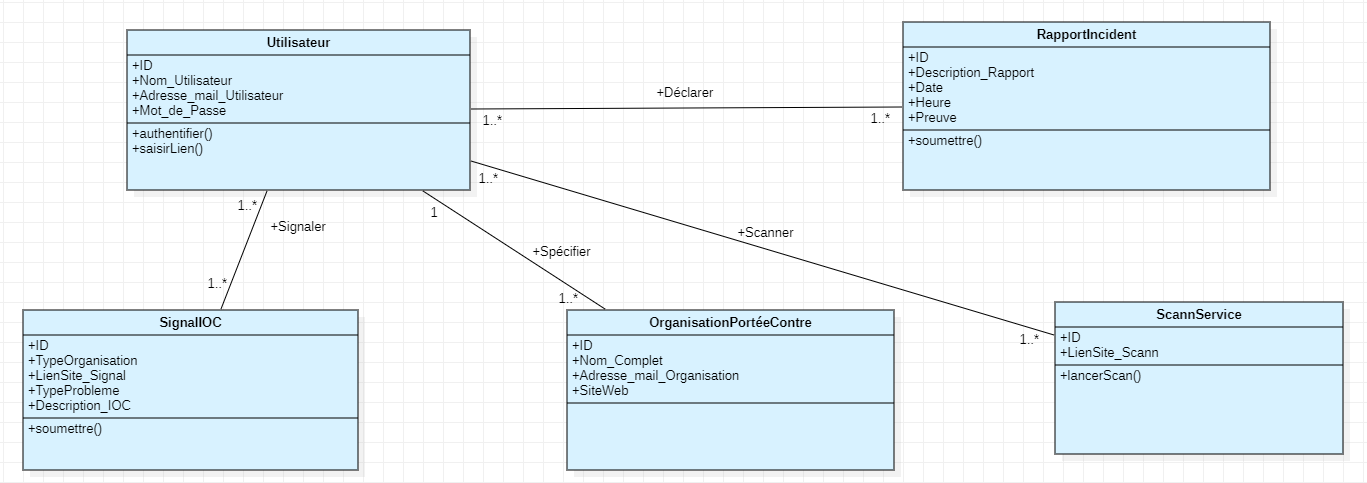 Utilisateur
+ID
+Nom_Utilisateur
+Adresse_mail_Utilisateur
+Mot_de_Passe
+authentifier()
+saisirLien()
RapportIncident
+ID
+Description_Rapport
+Date
+Heure
+Preuve
+soumettre()
+Déclarer
1..*
1..*
1..*
+Scanner
1..*
1..*
+Signaler
1..*
1
+Spécifier
1..*
SignalIOC
+ID
+TypeOrganisation
+LienSite_Signal
+TypeProbleme
+Description_IOC
+soumettre()
OrganisationPortéeContre
+ID
+Nom_Complet
+Adresse_mail_Organisation
+SiteWeb
ScannService
+ID
+LienSite_Scann
+lancerScan()